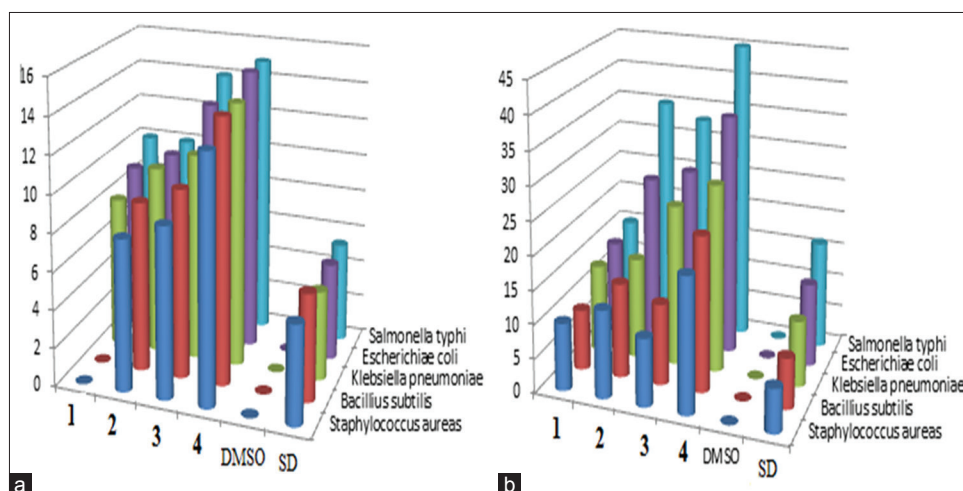 16
14
12
10
8
6
4
2
0
1
2
3
4
DMSO
SD
Salmonella typhi
Escherichiae coli
Klebsiella pneumoniae
Bacillius subtilis
Staphylococcus aureas
a
45
40
35
30
25
20
15
10
5
0
1
2
3
4
DMSO
SD
Salmonella typhi
Escherichiae coli
Klebsiella pneumoniae
Bacillius subtilis
Staphylococcus aureas
b